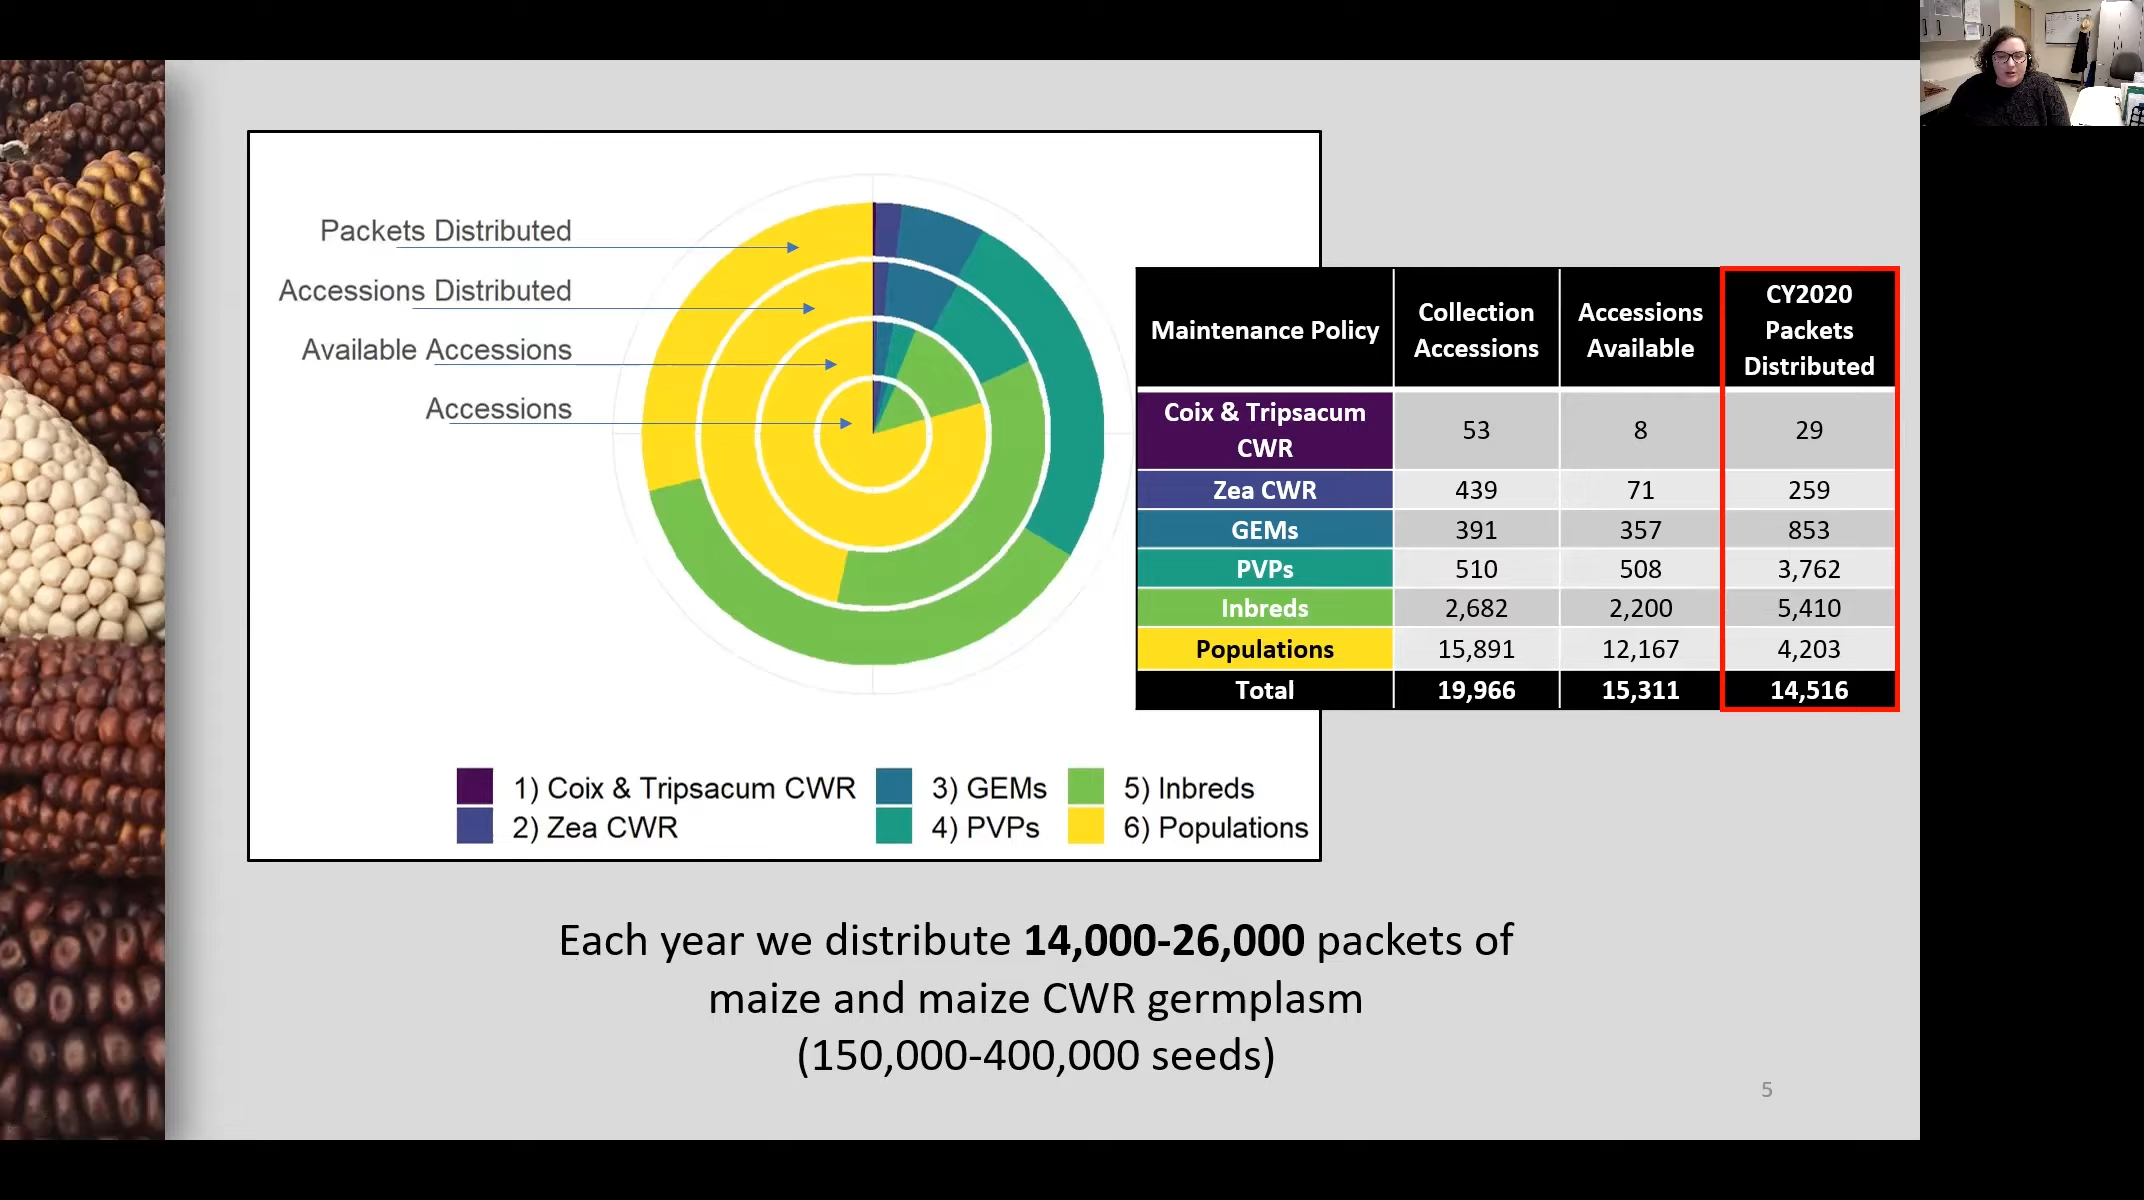 Packets Distributed
Accessions Distributed
Available Accessions
Accessions
1) Coix & Tripsacum CWR
2) Zea CWR
3) GEMs
4) PVPs
5) Inbreds
6) Populations
Maintenance Policy
Collection
Accessions
Accessions
Available
CY2020
Packets
Distributed
Coix & Tripsacum
CWR
53
8
29
Zea CWR
439
71
259
GEMs
391
357
853
PVPs
510
508
3,762
Inbreds
2,682
2,200
5,410
Populations
15,891
12,167
4,203
Total
19,966
15,311
14,516
Each year we distribute 14,000-26,000 packets of
maize and maize CWR germplasm
(150,000-400,000 seeds)
5